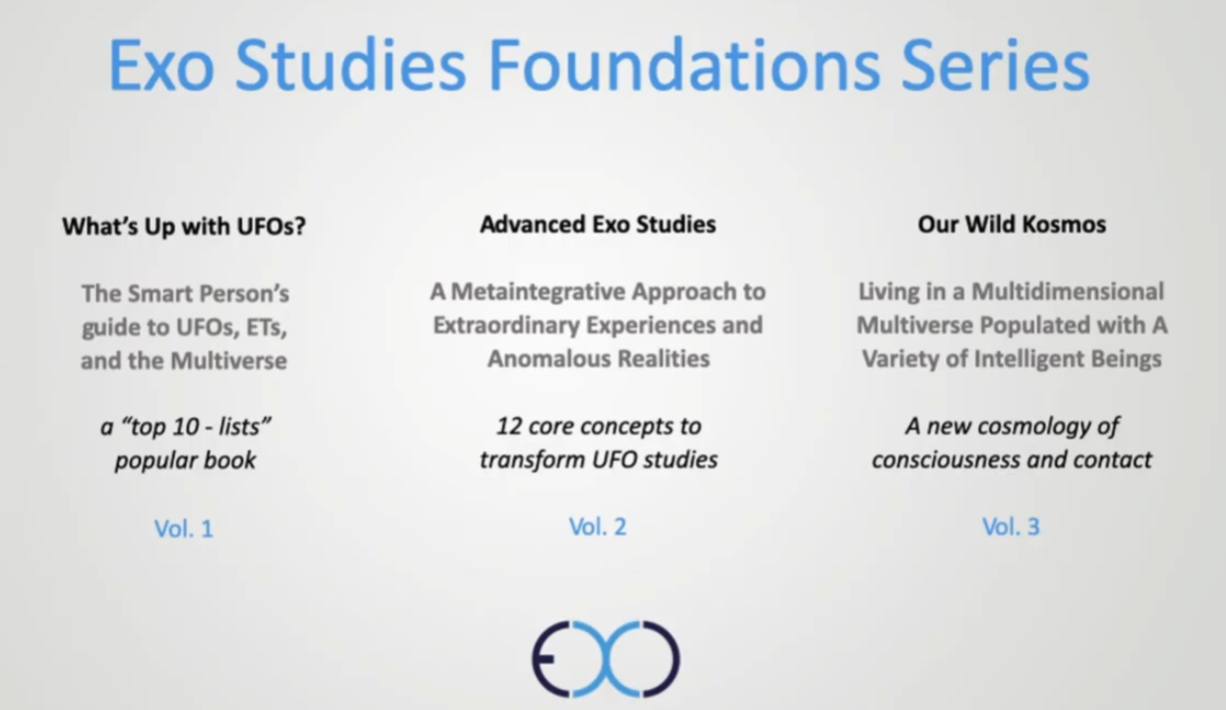 Exo Studies Foundations Series
What's Up with UFOs?
The Smart Person's
guide to UFOs, ETs,
and the Multiverse
a “top 10 - lists”
popular book
Vol. 1
Advanced Exo Studies
A Metaintegrative Approach to
Extraordinary Experiences and
Anomalous Realities
12 core concepts to
transform UFO studies
Vol. 2
Our Wild Kosmos
Living in a Multidimensional
Multiverse Populated with A
Variety of Intelligent Beings
A new cosmology of
consciousness and contact
Vol. 3
EXO